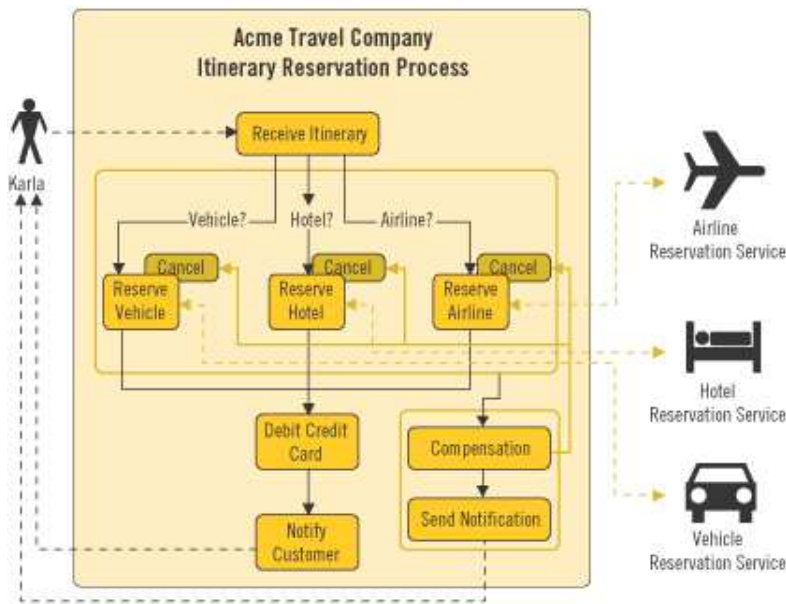 Acme Travel Company
Itinerary Reservation Process
Receive Itinerary
Karla
Vehicle?
Hotel?
Airline?
Cancel
Cancel
Cancel
Reserve
Vehicle
Reserve
Hotel
Reserve
Airline
Airline
Reservation Service
Hotel
Reservation Service
Debit Credit
Card
Compensation
Notify
Customer
Send Notification
Vehicle
Reservation Service